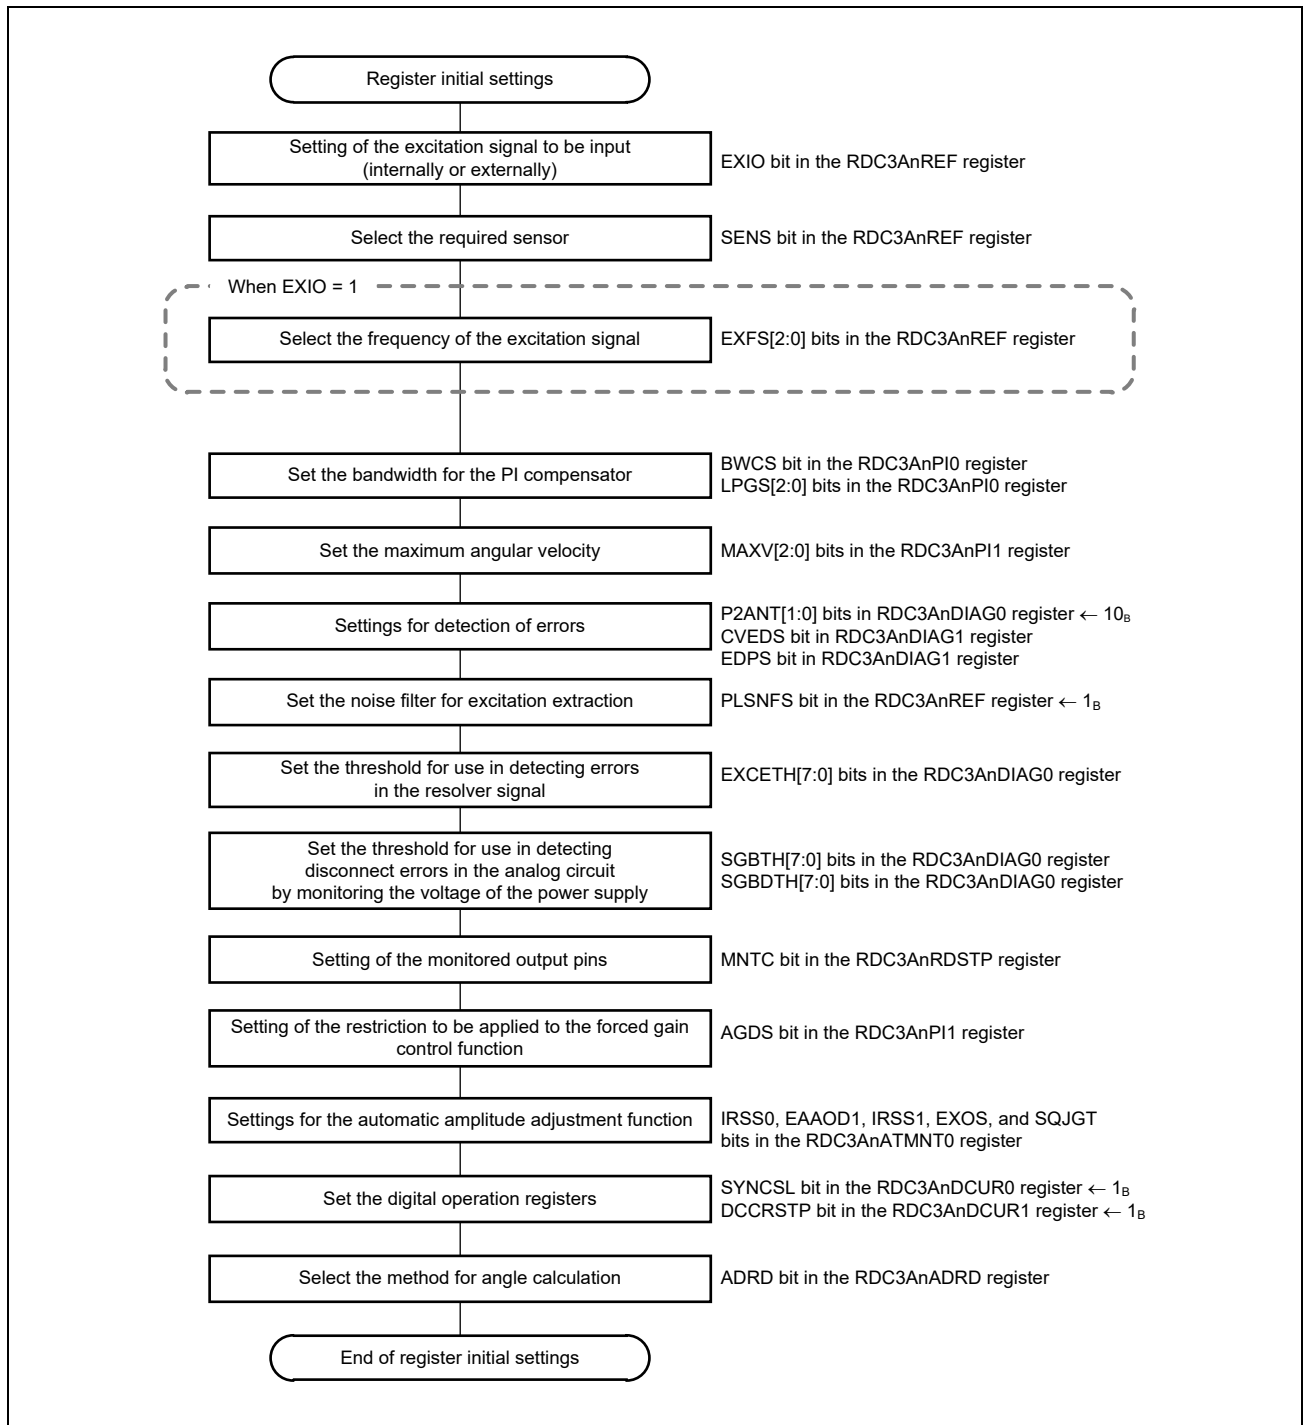 Register initial settings
Setting of the excitation signal to be input
(internally or externally)
EXIO bit in the RDC3AnREF register
Select the required sensor
SENS bit in the RDC3AnREF register
When EXIO = 1
Select the frequency of the excitation signal
EXFS[2:0] bits in the RDC3AnREF register
Set the bandwidth for the PI compensator
BWCS bit in the RDC3AnPI0 register
LPGS[2:0] bits in the RDC3AnPI0 register
Set the maximum angular velocity
MAXV[2:0] bits in the RDC3AnPI1 register
Settings for detection of errors
P2ANT[1:0] bits in RDC3AnDIAG0 register ← 10B
CVEDS bit in RDC3AnDIAG1 register
EDPS bit in RDC3AnDIAG1 register
Set the noise filter for excitation extraction
PLSNFS bit in the RDC3AnREF register ← 1B
Set the threshold for use in detecting errors
in the resolver signal
EXCETH[7:0] bits in the RDC3AnDIAG0 register
Set the threshold for use in detecting
disconnect errors in the analog circuit
by monitoring the voltage of the power supply
SGBTH[7:0] bits in the RDC3AnDIAG0 register
SGBDTH[7:0] bits in the RDC3AnDIAG0 register
Setting of the monitored output pins
MNTC bit in the RDC3AnRDSTP register
Setting of the restriction to be applied to the forced gain
control function
AGDS bit in the RDC3AnPI1 register
Settings for the automatic amplitude adjustment function
IRSS0, EAAOD1, IRSS1, EXOS, and SQJGT
bits in the RDC3AnATMNT0 register
Set the digital operation registers
SYNCSL bit in the RDC3AnDCUR0 register ← 1B
DCCRSTP bit in the RDC3AnDCUR1 register ← 1B
Select the method for angle calculation
ADRD bit in the RDC3AnADRD register
End of register initial settings